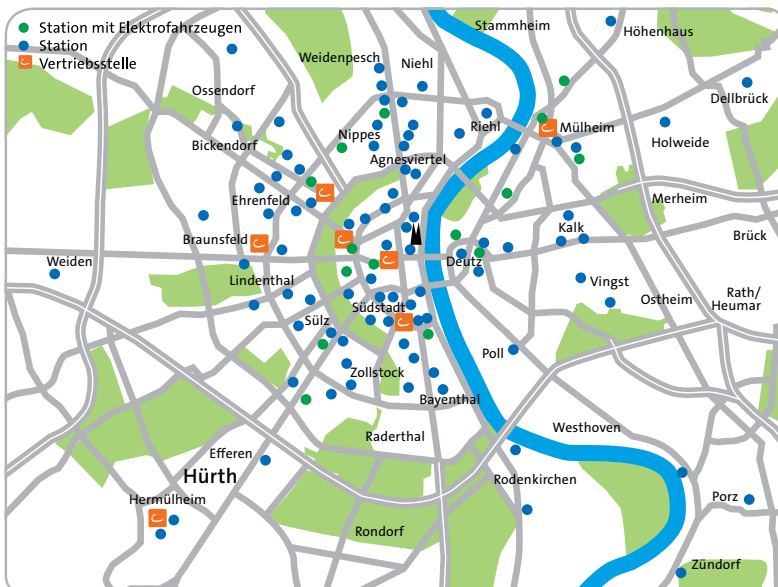 Station mit Elektrofahrzeugen
Station
Vertriebsstelle
Stammheim
Höhenhaus
Weidenpesch
Niehl
Ossendorf
Dellbrück
Nippes
Riehl
Mülheim
Bickendorf
Holweide
Agnesviertel
Ehrenfeld
Merheim
Kalk
Brück
Braunsfeld
Weiden
Deutz
Lindenthal
Vingst
Ostheim
Rath/
Heumar
Südstadt
Sülz
Poll
Zollstock
Bayenthal
Westhoven
Raderthal
Efferen
Hürth
Rodenkirchen
Hermülheim
Porz
Rondorf
Zündorf